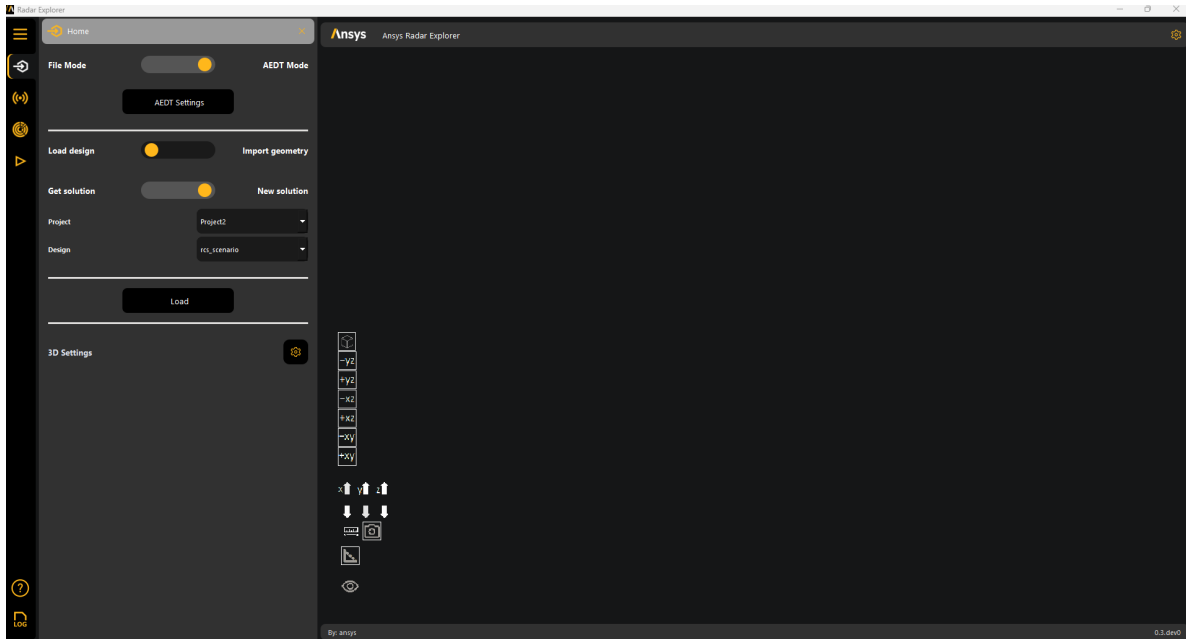 Radar Explorer
Home
Ansys Ansys Radar Explorer
File Mode AEDT Mode
AEDT Settings
Load design Import geometry
Get solution New solution
Project Project2
Design rcs_scenario
Load
3D Settings
-yz
+yz
-xz
+xz
-xy
+xy
x y z
LOG
?
By: ansys 0.3.dev0